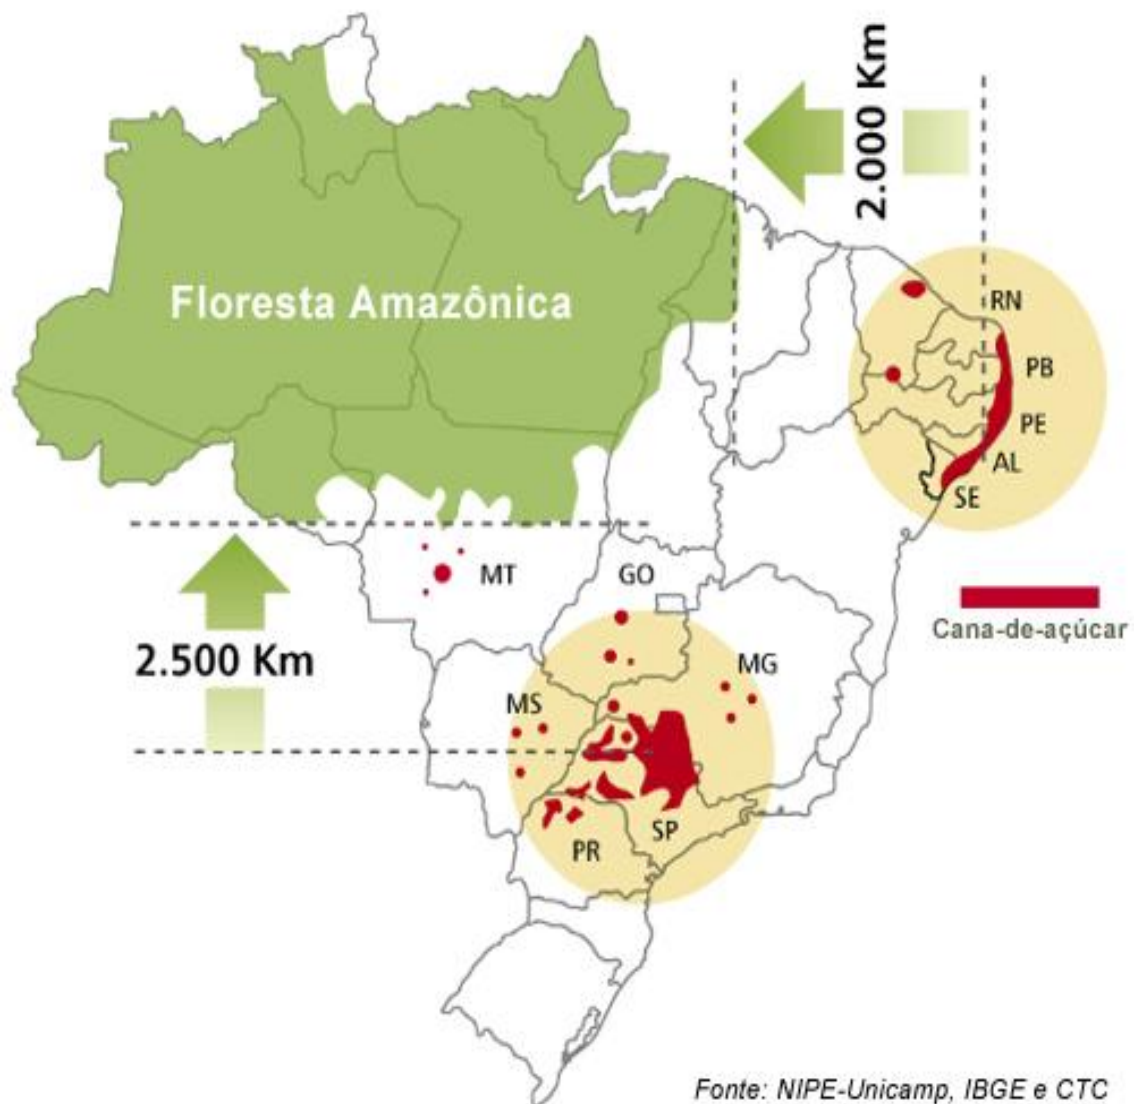 2.000 Km
Floresta Amazônica
RN
PB
PE
AL
SE
MT
GO
Cana-de-açúcar
2.500 Km
MG
MS
SP
PR
Fonte: NIPE-Unicamp, IBGE e CTC